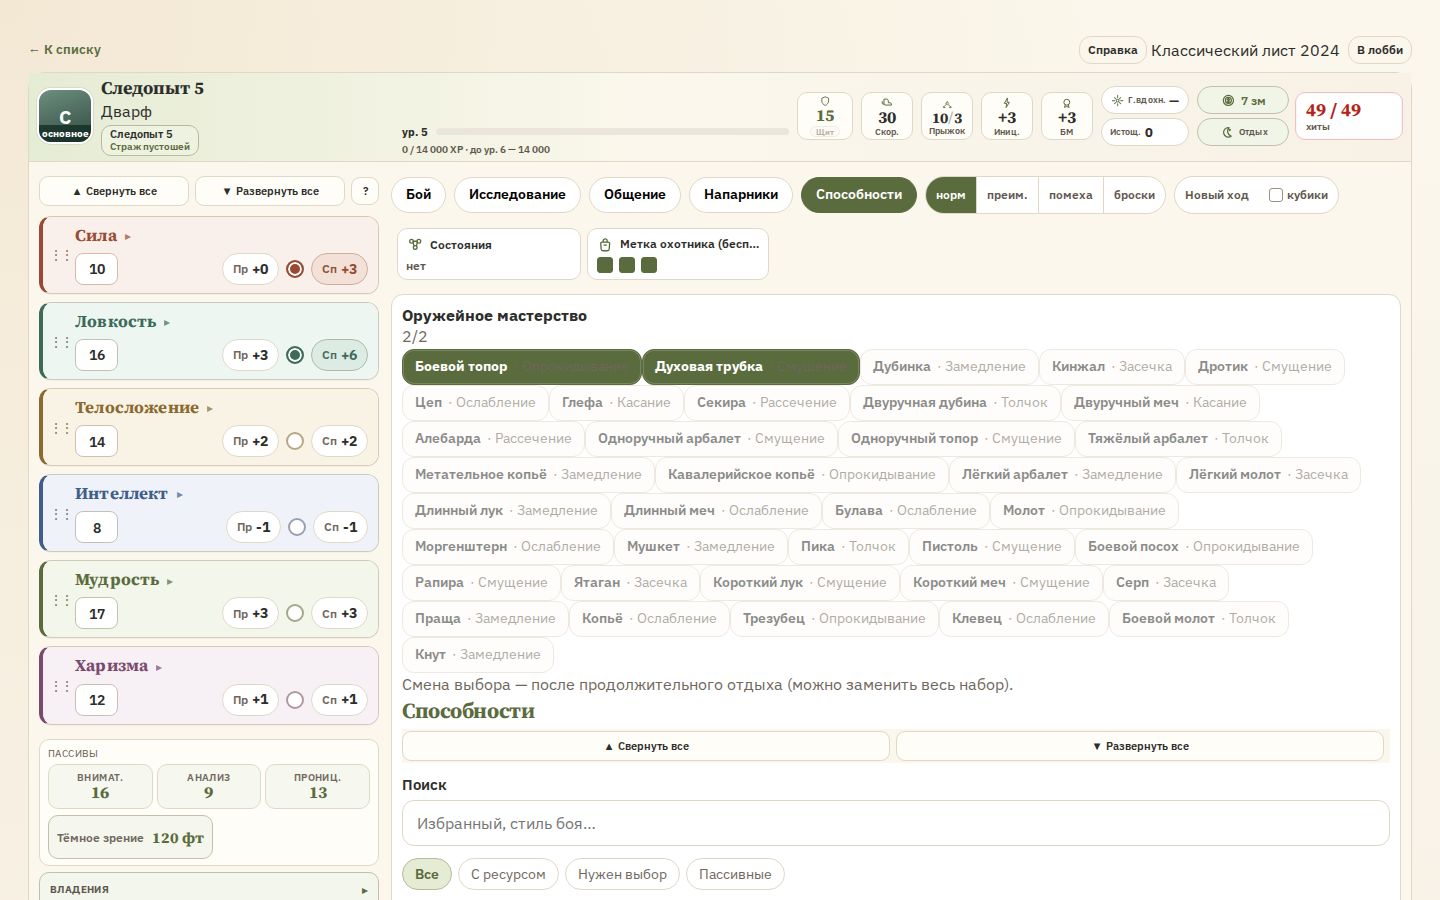 ← К списку
Справка Классический лист 2024 В лобби
С
основное
Следопыт 5
Дварф
Следопыт 5
Страж пустошей
ур. 5
0 / 14 000 XP · до ур. 6 — 14 000
15
Щит
30
Скор.
10/3
Прыжок
+3
Иниц.
+3
БМ
Г.вдохн. —
Истощ. 0
7 зм
Отдых
49 / 49
хиты
▲ Свернуть все ▼ Развернуть все ?
Бой Исследование Общение Напарники Способности норм преим. помеха броски Новый ход кубики
Сила ▸
10 Пр +0 Сп +3
Ловкость ▸
16 Пр +3 Сп +6
Телосложение ▸
14 Пр +2 Сп +2
Интеллект ▸
8 Пр -1 Сп -1
Мудрость ▸
17 Пр +3 Сп +3
Харизма ▸
12 Пр +1 Сп +1
ПАССИВЫ
ВНИМАТ. АНАЛИЗ ПРОНИЦ.
16 9 13
Тёмное зрение 120 фт
ВЛАДЕНИЯ ▸
Состояния
нет
Метка охотника (бесп...
Оружейное мастерство
2/2
Боевой топор · Опрокидывание Духовая трубка · Смущение Дубинка · Замедление Кинжал · Засечка Дротик · Смущение
Цеп · Ослабление Глефа · Касание Секира · Рассечение Двуручная дубина · Толчок Двуручный меч · Касание
Алебарда · Рассечение Одноручный арбалет · Смущение Одноручный топор · Смущение Тяжёлый арбалет · Толчок
Метательное копьё · Замедление Кавалерийское копьё · Опрокидывание Лёгкий арбалет · Замедление Лёгкий молот · Засечка
Длинный лук · Замедление Длинный меч · Ослабление Булава · Ослабление Молот · Опрокидывание
Моргенштерн · Ослабление Мушкет · Замедление Пика · Толчок Пистоль · Смущение Боевой посох · Опрокидывание
Рапира · Смущение Ятаган · Засечка Короткий лук · Смущение Короткий меч · Смущение Серп · Засечка
Праща · Замедление Копьё · Ослабление Трезубец · Опрокидывание Клевец · Ослабление Боевой молот · Толчок
Кнут · Замедление
Смена выбора — после продолжительного отдыха (можно заменить весь набор).
Способности
▲ Свернуть все ▼ Развернуть все
Поиск
Избранный, стиль боя...
Все С ресурсом Нужен выбор Пассивные